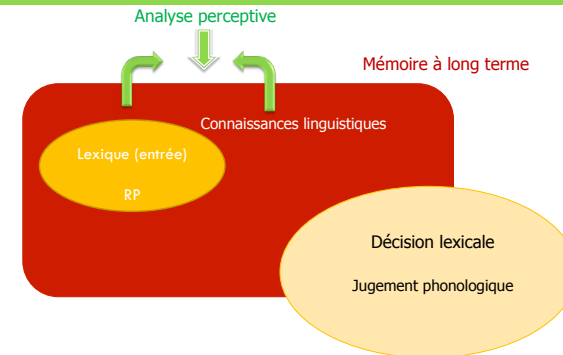 Analyse perceptive
Mémoire à long terme
Connaissances linguistiques
Lexique (entrée)
RP
Décision lexicale
Jugement phonologique